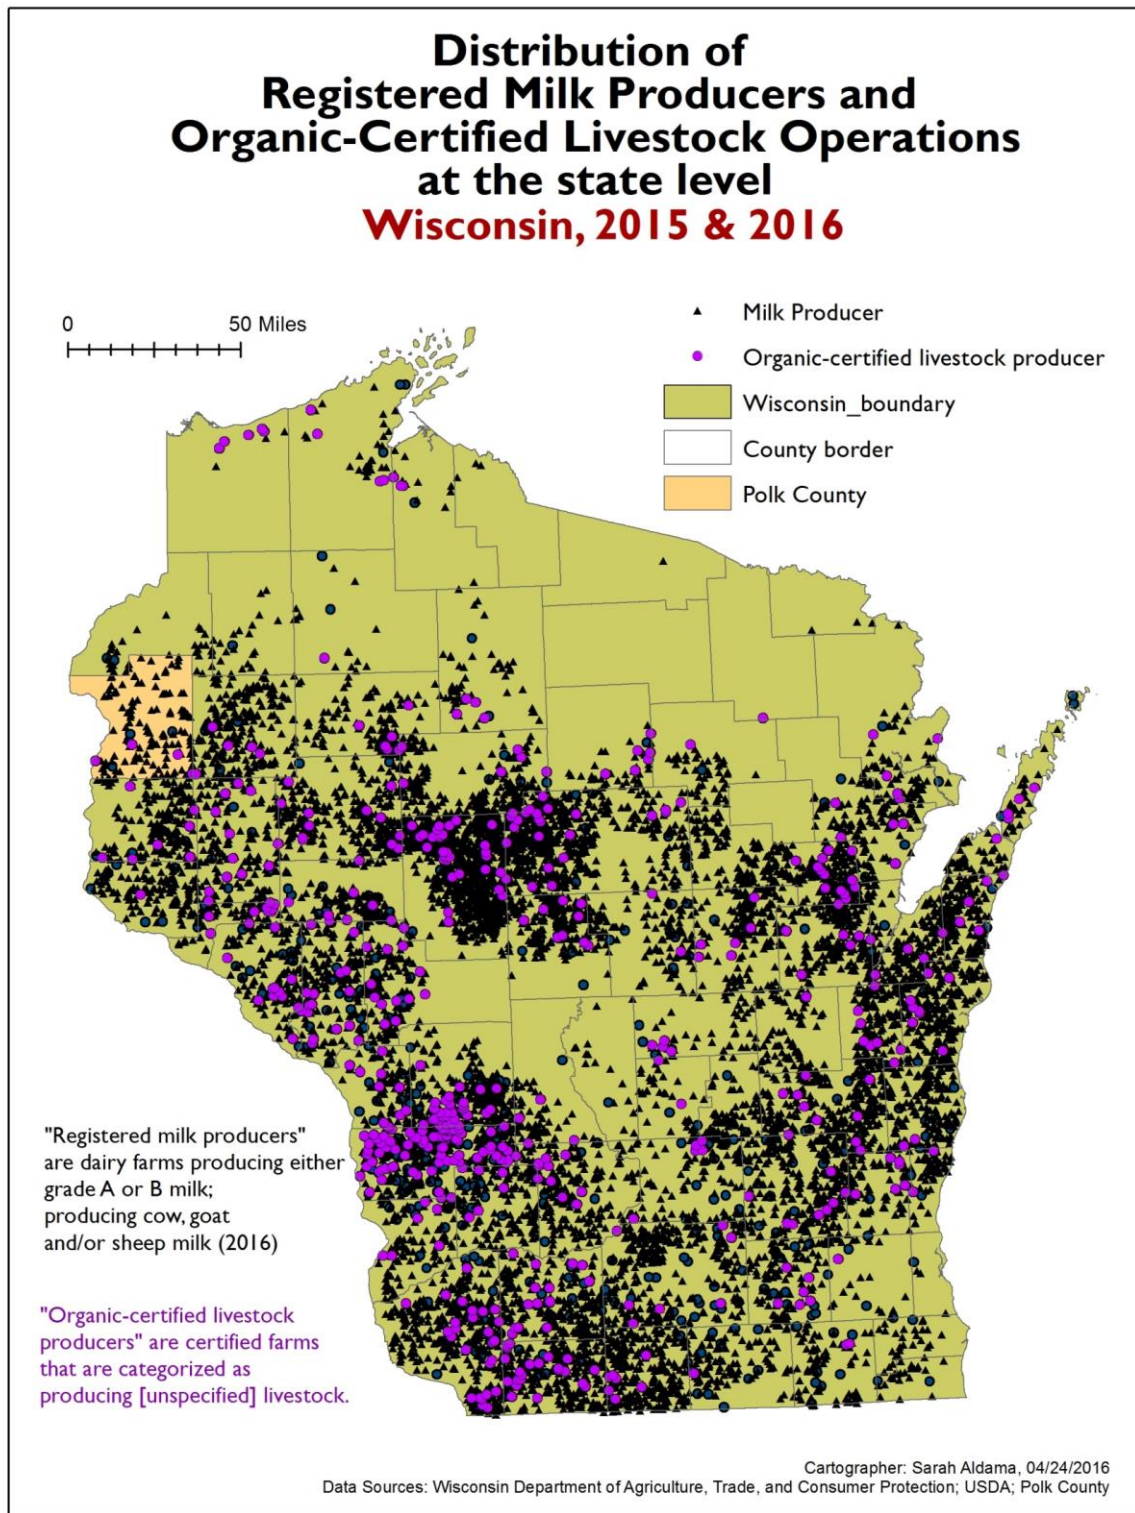 Distribution of
Registered Milk Producers and
Organic-Certified Livestock Operations
at the state level
Wisconsin, 2015 & 2016
0 50 Miles
Milk Producer
Organic-certified livestock producer
Wisconsin_boundary
County border
Polk County
"Registered milk producers"
are dairy farms producing either
grade A or B milk;
producing cow, goat
and/or sheep milk (2016)
"Organic-certified livestock
producers" are certified farms
that are categorized as
producing [unspecified] livestock.
Cartographer: Sarah Aldama, 04/24/2016
Data Sources: Wisconsin Department of Agriculture, Trade, and Consumer Protection; USDA; Polk County